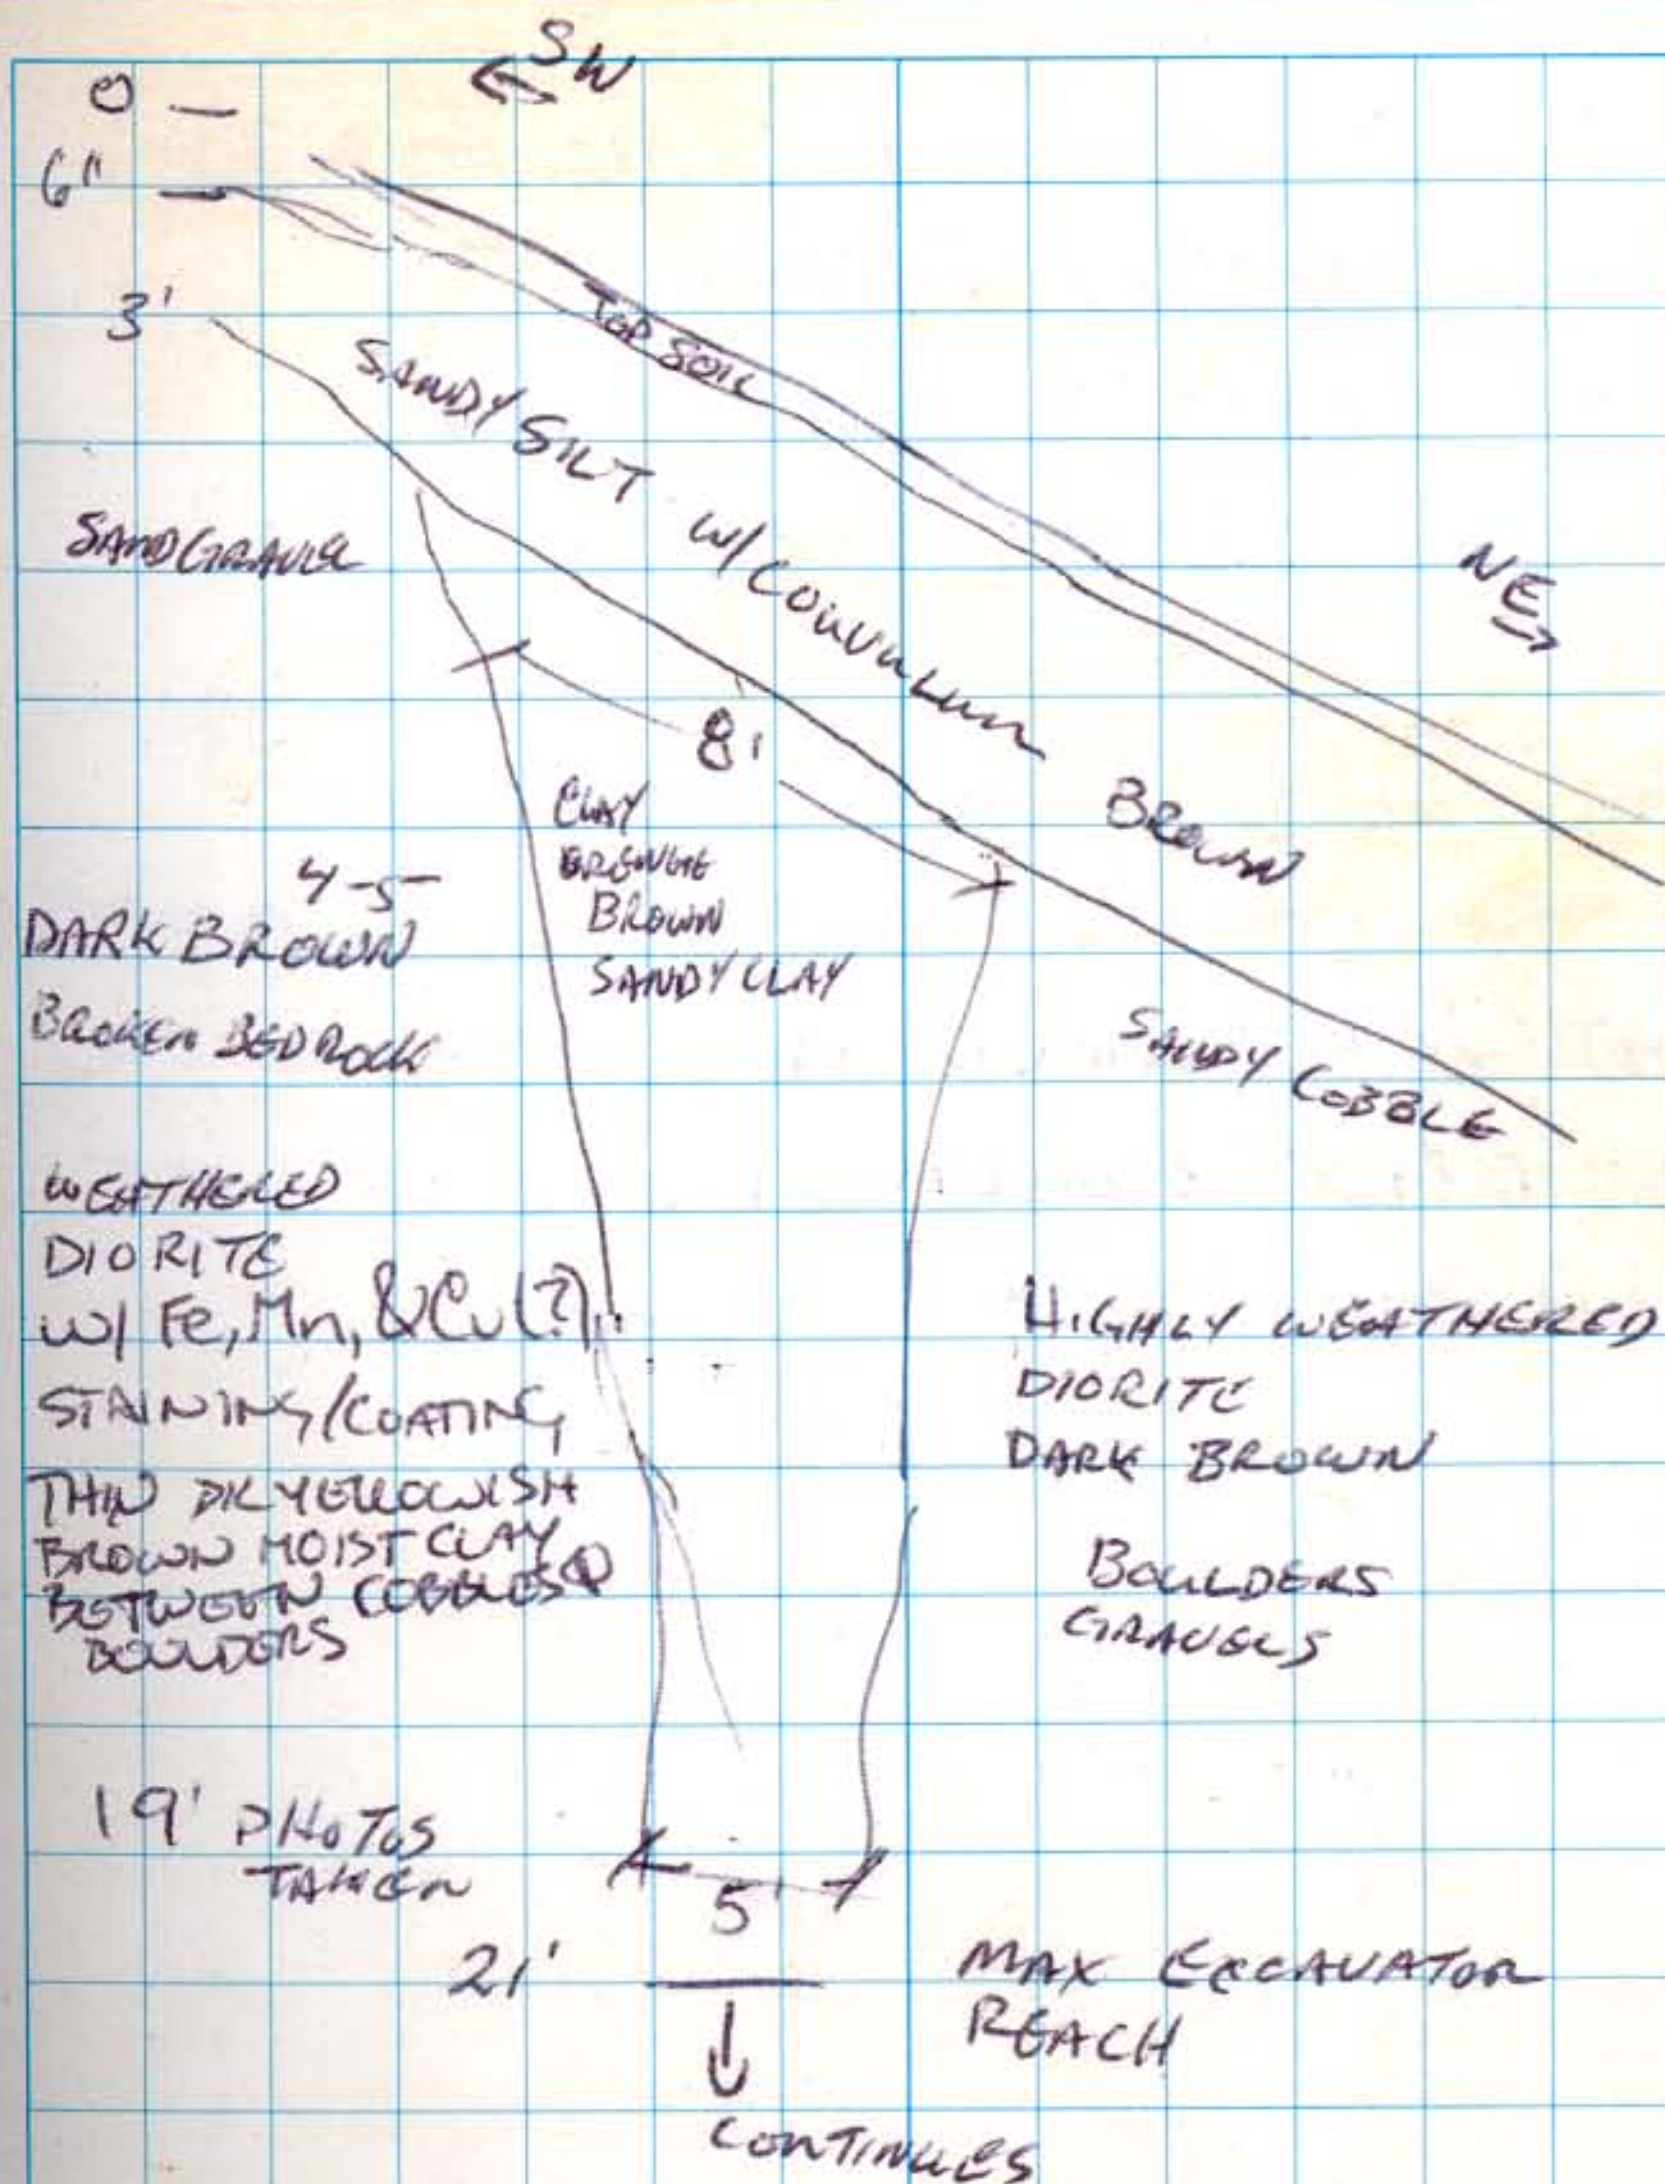 SW
0
6"
3'
TOP SOIL
SANDY SILT W/ COLLUVIUM BROWN
NE
SAND GRAVEL
8'
CLAY
ORANGE
BROWN
SANDY CLAY
4-5
DARK BROWN
BROKEN BEDROCK
SANDY COBBLE
WEATHERED
DIORITE
W/ Fe, Mn, & Cu (?)
STAINING/COATING
THIN DK YELLOWISH
BROWN MOIST CLAY
BETWEEN COBBLES &
BOULDERS
HIGHLY WEATHERED
DIORITE
DARK BROWN
BOULDERS
GRAVELS
19' PHOTOS
TAKEN
5'
21'
MAX EXCAVATOR
REACH
CONTINUES